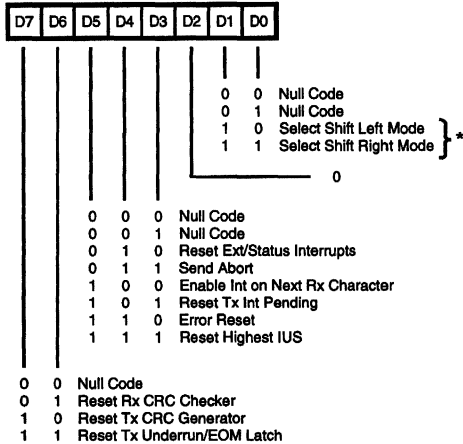 D7 D6 D5 D4 D3 D2 D1 D0
0 0 Null Code
0 1 Null Code
1 0 Select Shift Left Mode
1 1 Select Shift Right Mode
*
0
0 0 0 Null Code
0 0 1 Null Code
0 1 0 Reset Ext/Status Interrupts
0 1 1 Send Abort
1 0 0 Enable Int on Next Rx Character
1 0 1 Reset Tx Int Pending
1 1 0 Error Reset
1 1 1 Reset Highest IUS
0 0 Null Code
0 1 Reset Rx CRC Checker
1 0 Reset Tx CRC Generator
1 1 Reset Tx Underrun/EOM Latch